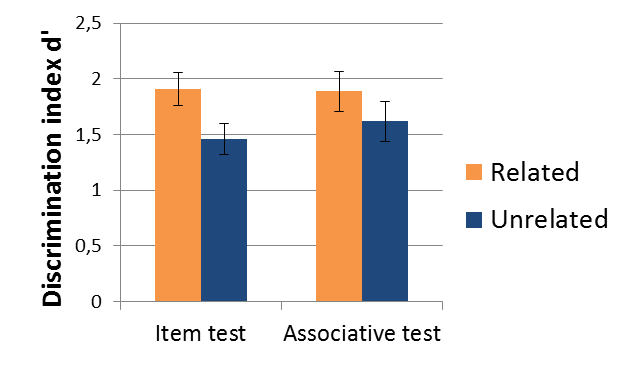 Discrimination index d'
2,5
2
1,5
1
0,5
0
Item test
Associative test
Related
Unrelated